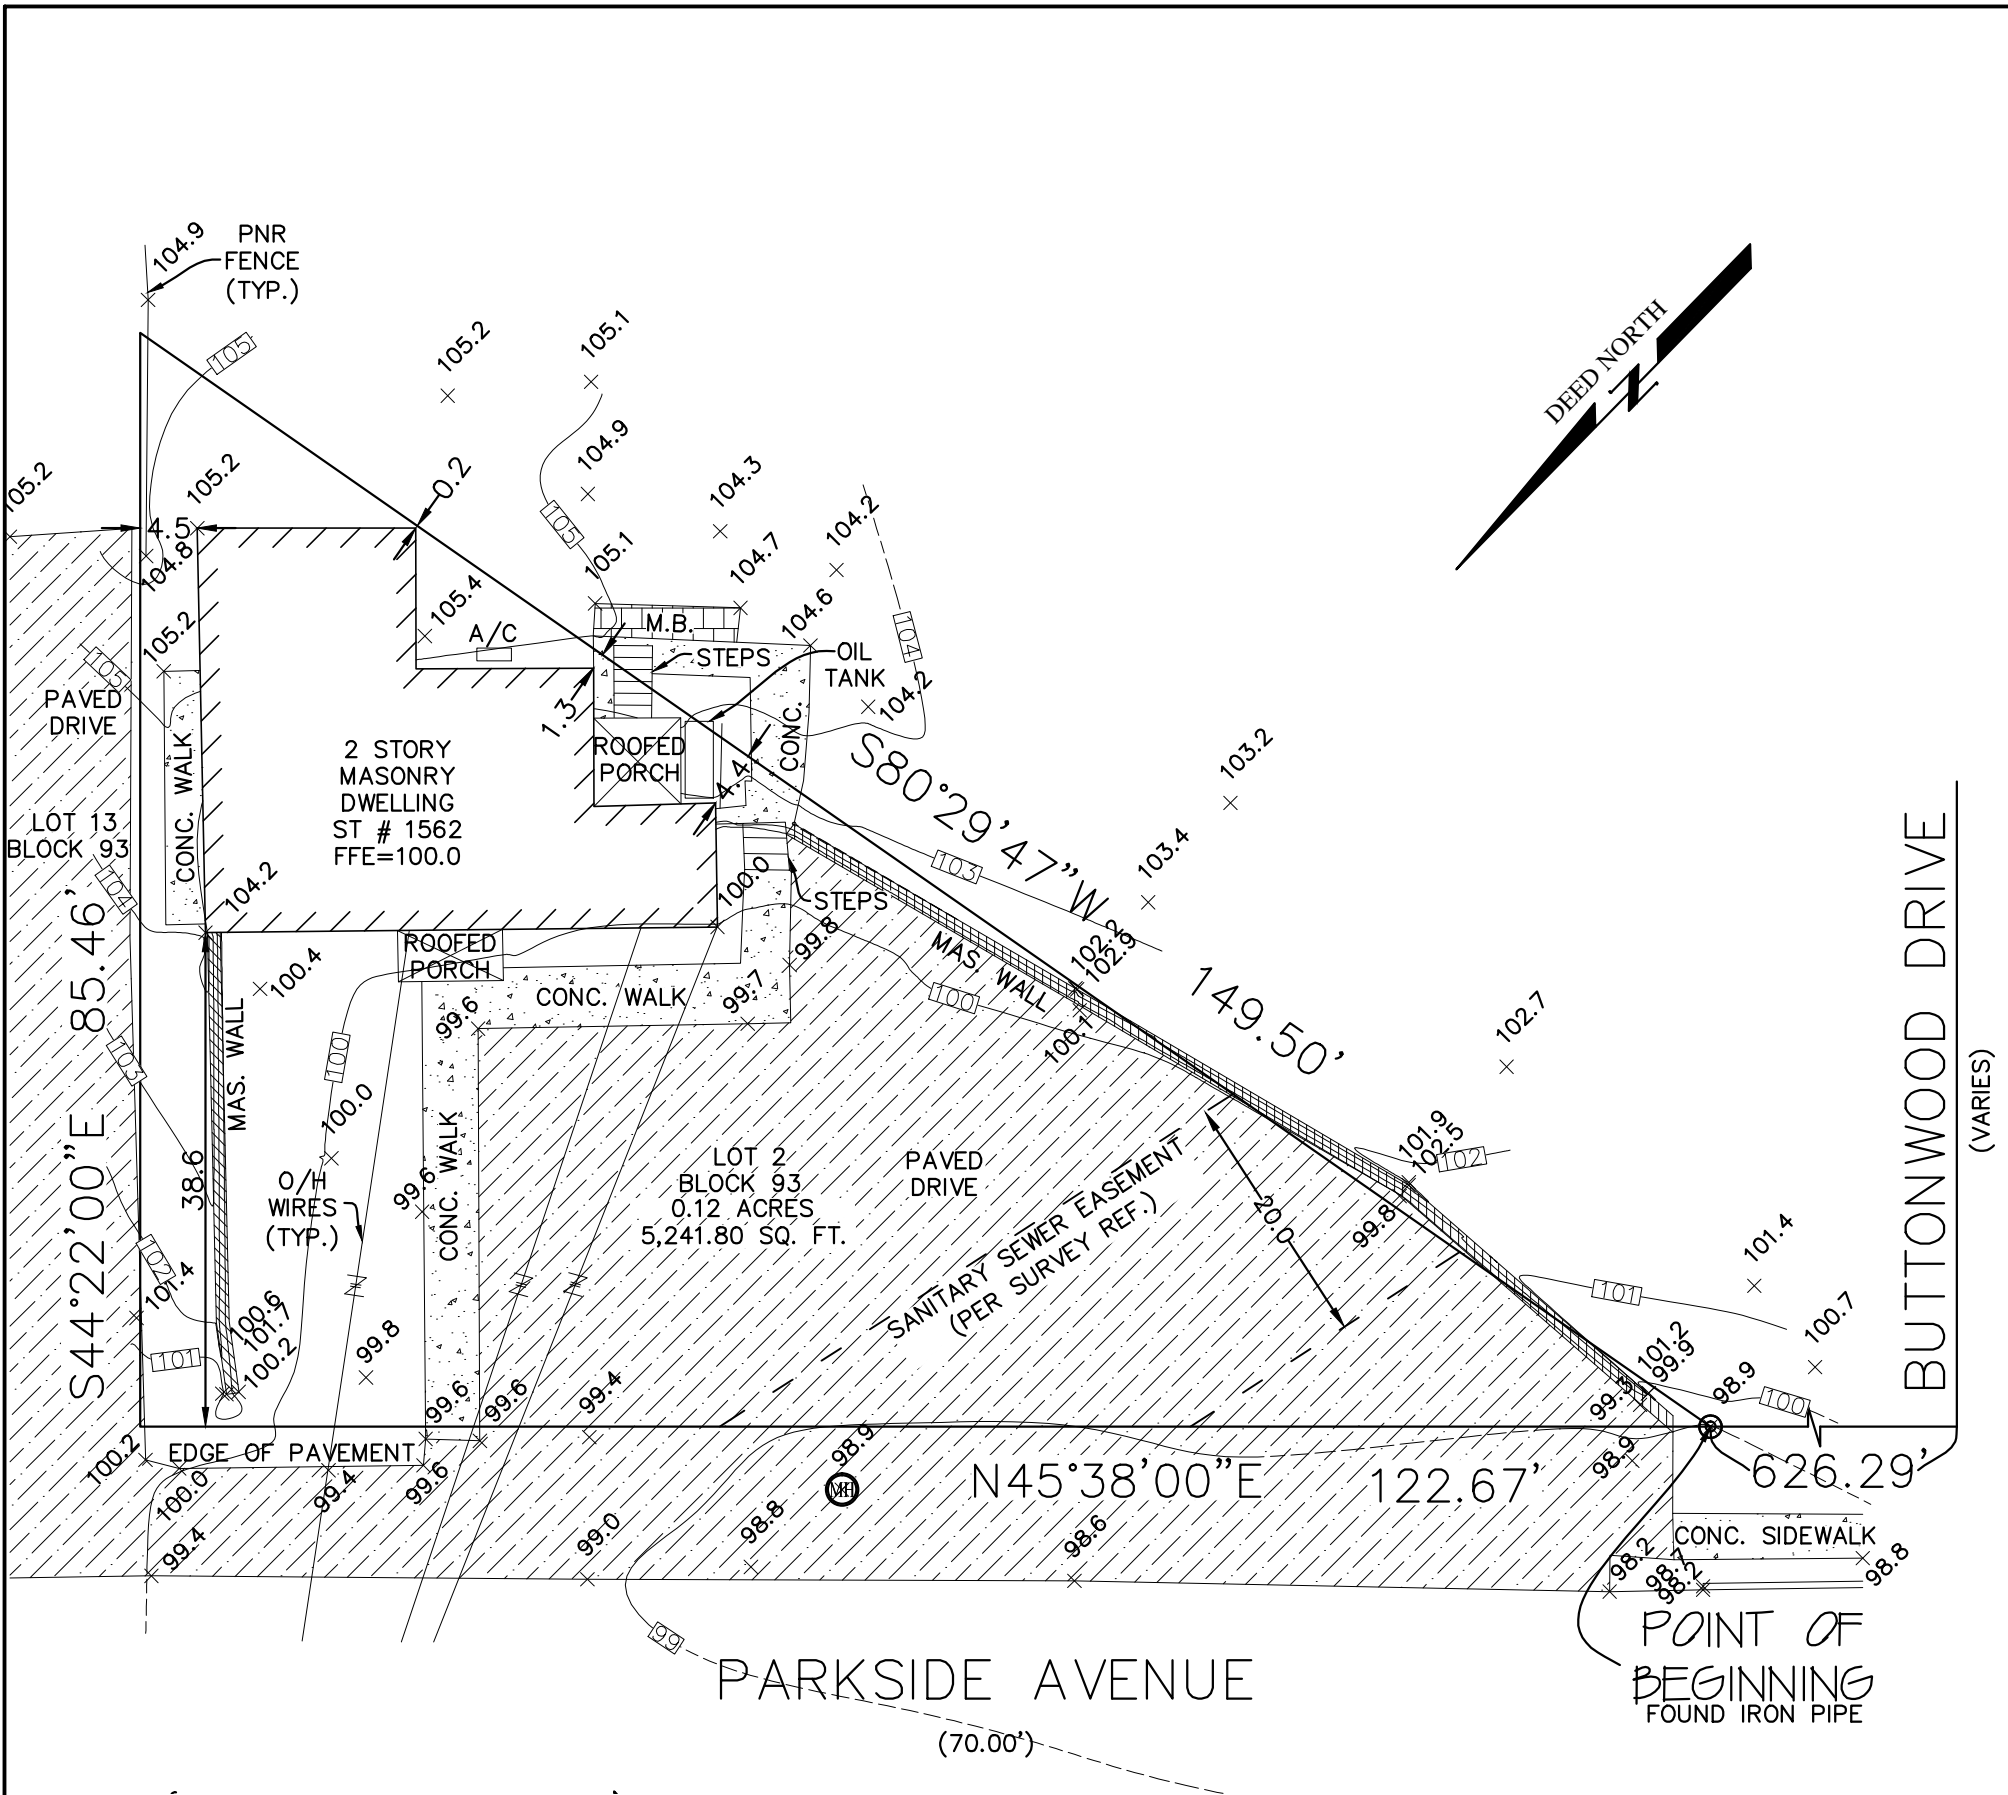 104.9
PNR
FENCE
(TYP.)
105
105.2
105.1
DEED NORTH
N
105.2
105.2
0.2
104.9
104.3
104.2
4.5
104.8
105
105.1
104.7
105.4
A/C
M.B.
104.6
104
105.2
105
STEPS
OIL
TANK
104.2
PAVED
DRIVE
CONC. WALK
1.3
ROOFED
PORCH
4.4
CONC.
2 STORY
MASONRY
DWELLING
ST # 1562
FFE=100.0
S80°29'47"W
149.50'
103.2
103.4
103
LOT 13
BLOCK 93
104
104.2
100.0
STEPS
99.8
ROOFED
PORCH
100.4
CONC. WALK
99.7
99.6
MAS. WALL
100
102.2
102.9
100.1
102.7
BUTTONWOOD DRIVE
(VARIES)
S44°22'00"E 85.46'
103
MAS. WALL
100
100.0
38.6
O/H
WIRES
(TYP.)
99.6
CONC. WALK
LOT 2
BLOCK 93
0.12 ACRES
5,241.80 SQ. FT.
PAVED
DRIVE
SANITARY SEWER EASEMENT
(PER SURVEY REF.)
20.0
101.9
102.5
102
99.8
101.4
101
100.7
102
101.4
100.6
101.7
100.2
101
99.8
99.6
99.6
99.4
101.2
99.9
99.3
98.9
100
100.2
EDGE OF PAVEMENT
100.0
99.4
99.6
98.9
MH
N45°38'00"E 122.67'
98.9
626.29'
99.4
99.0
98.8
98.6
98.2
98.7
98.2
CONC. SIDEWALK
98.8
99
PARKSIDE AVENUE
(70.00')
POINT OF
BEGINNING
FOUND IRON PIPE